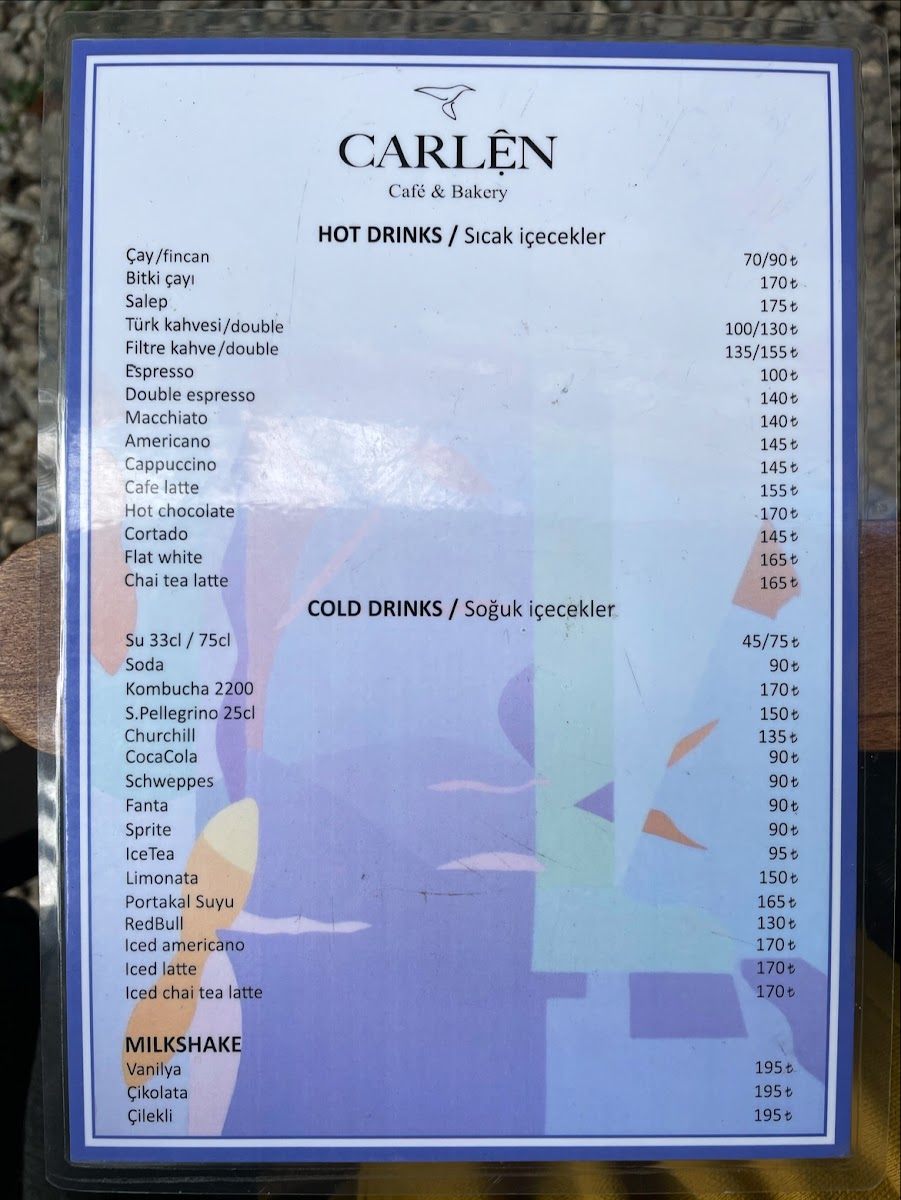 CARLỆN
Café & Bakery
HOT DRINKS / Sıcak içecekler
Çay/fincan 70/90₺
Bitki çayı 170₺
Salep 175₺
Türk kahvesi/double 100/130₺
Filtre kahve/double 135/155₺
Espresso 100₺
Double espresso 140₺
Macchiato 140₺
Americano 145₺
Cappuccino 145₺
Cafe latte 155₺
Hot chocolate 170₺
Cortado 145₺
Flat white 165₺
Chai tea latte 165₺
COLD DRINKS / Soğuk içecekler
Su 33cl / 75cl 45/75₺
Soda 90₺
Kombucha 2200 170₺
S.Pellegrino 25cl 150₺
Churchill 135₺
CocaCola 90₺
Schweppes 90₺
Fanta 90₺
Sprite 90₺
IceTea 95₺
Limonata 150₺
Portakal Suyu 165₺
RedBull 130₺
Iced americano 170₺
Iced latte 170₺
Iced chai tea latte 170₺
MILKSHAKE
Vanilya 195₺
Çikolata 195₺
Çilekli 195₺